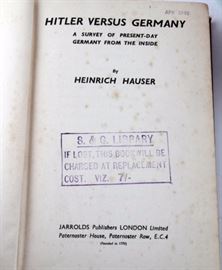 HITLER VERSUS GERMANY
A SURVEY OF PRESENT-DAY
GERMANY FROM THE INSIDE
By
HEINRICH HAUSER
S. & G. LIBRARY
IF LOST, THIS BOOK WILL BE
CHARGED AT REPLACEMENT
COST. VIZ. 7/-
JARROLDS Publishers LONDON Limited
Paternoster House, Paternoster Row, E.C.4